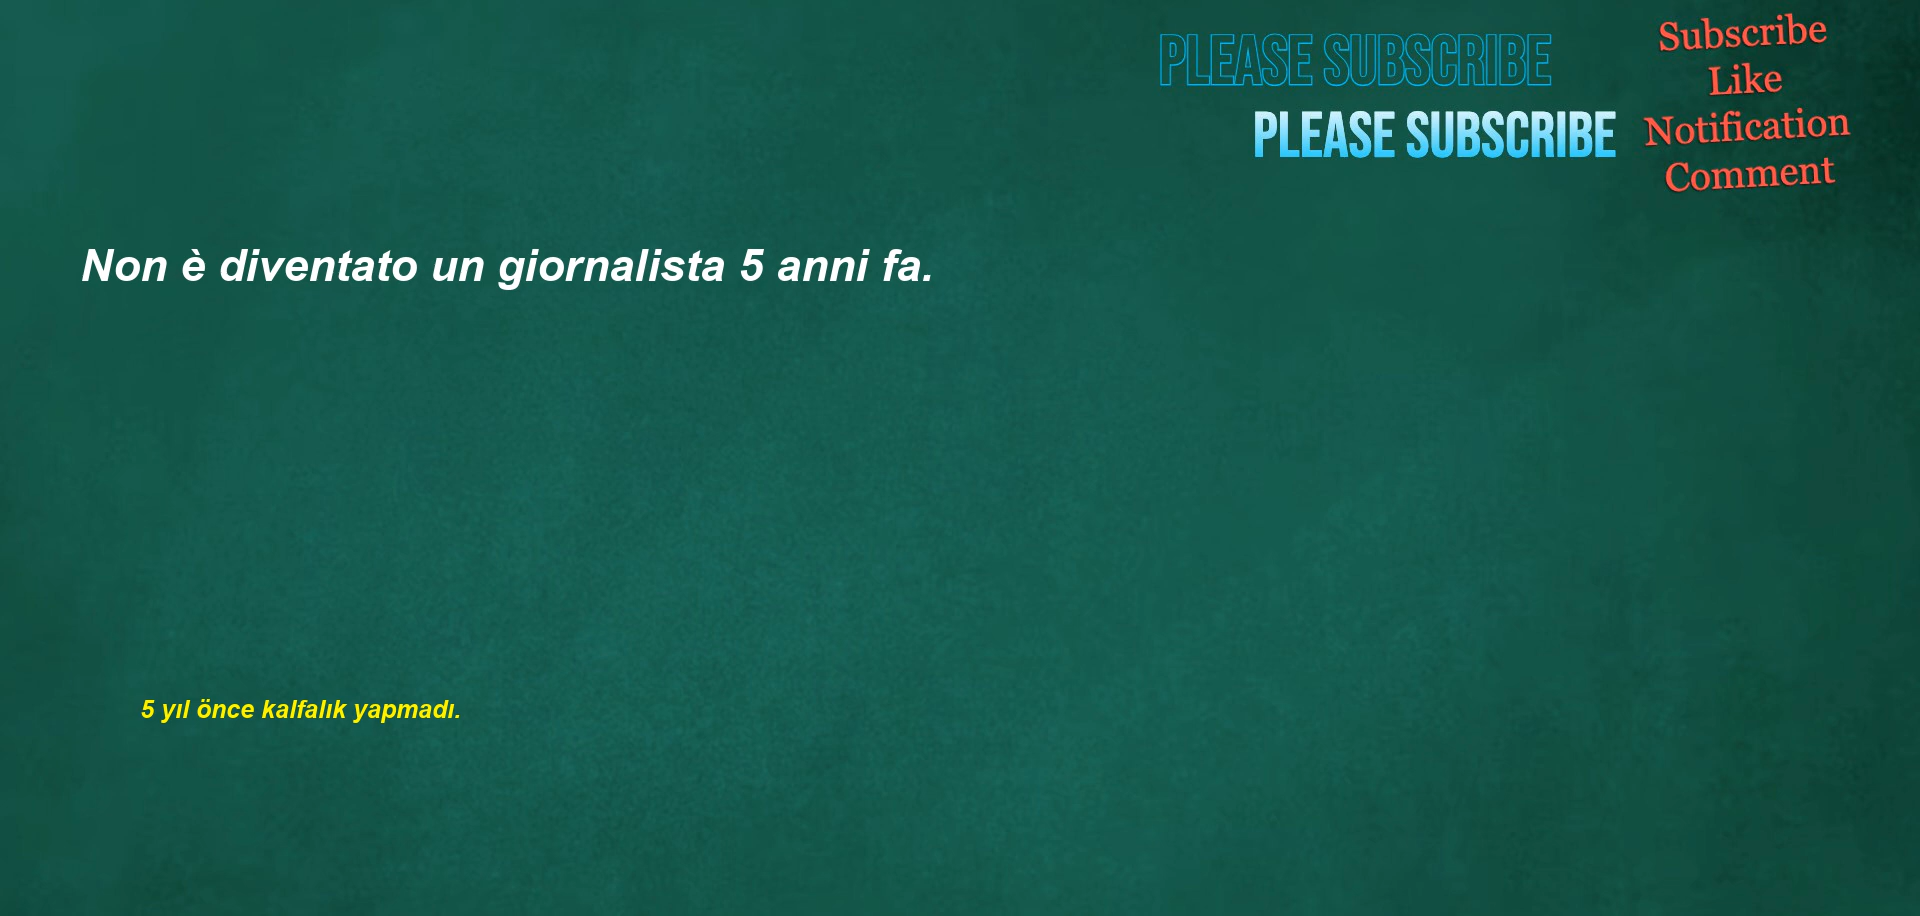 PLEASE SUBSCRIBE
PLEASE SUBSCRIBE
Subscribe
Like
Notification
Comment
Non è diventato un giornalista 5 anni fa.
5 yıl önce kalfalık yapmadı.